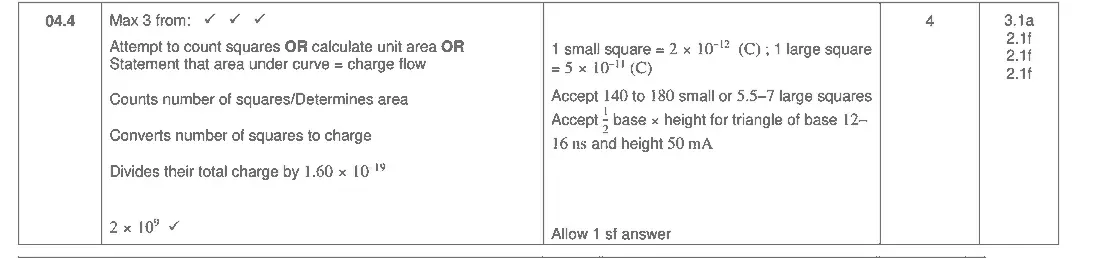 04.4
Max 3 from: ✓ ✓ ✓
Attempt to count squares OR calculate unit area OR
Statement that area under curve = charge flow
Counts number of squares/Determines area
Converts number of squares to charge
Divides their total charge by 1.60 × 10⁻¹⁹
2 × 10⁹ ✓
1 small square = 2 × 10⁻¹² (C) ; 1 large square
= 5 × 10⁻¹¹ (C)
Accept 140 to 180 small or 5.5–7 large squares
Accept ½ base × height for triangle of base 12–
16 ns and height 50 mA
Allow 1 sf answer
4
3.1a
2.1f
2.1f
2.1f